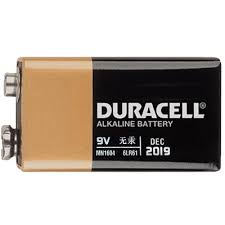 DURACELL®
ALKALINE BATTERY
9V 无汞 DEC
MN1604 6LR61 2019